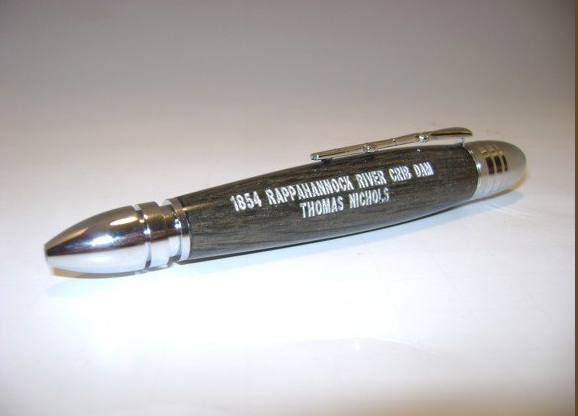 1854 RAPPAHANNOCK RIVER CRIB DAM
THOMAS NICHOLS